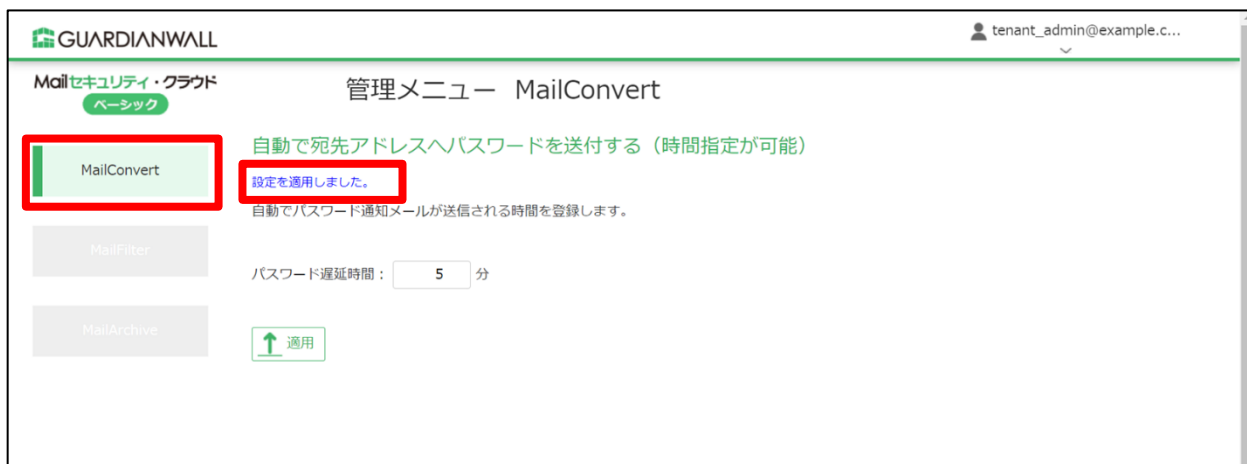 GUARDIANWALL
tenant_admin@example.c...
Mailセキュリティ・クラウド
ベーシック
管理メニュー MailConvert
MailConvert
MailFilter
MailArchive
自動で宛先アドレスへパスワードを送付する（時間指定が可能）
設定を適用しました。
自動でパスワード通知メールが送信される時間を登録します。
パスワード遅延時間： 5 分
適用